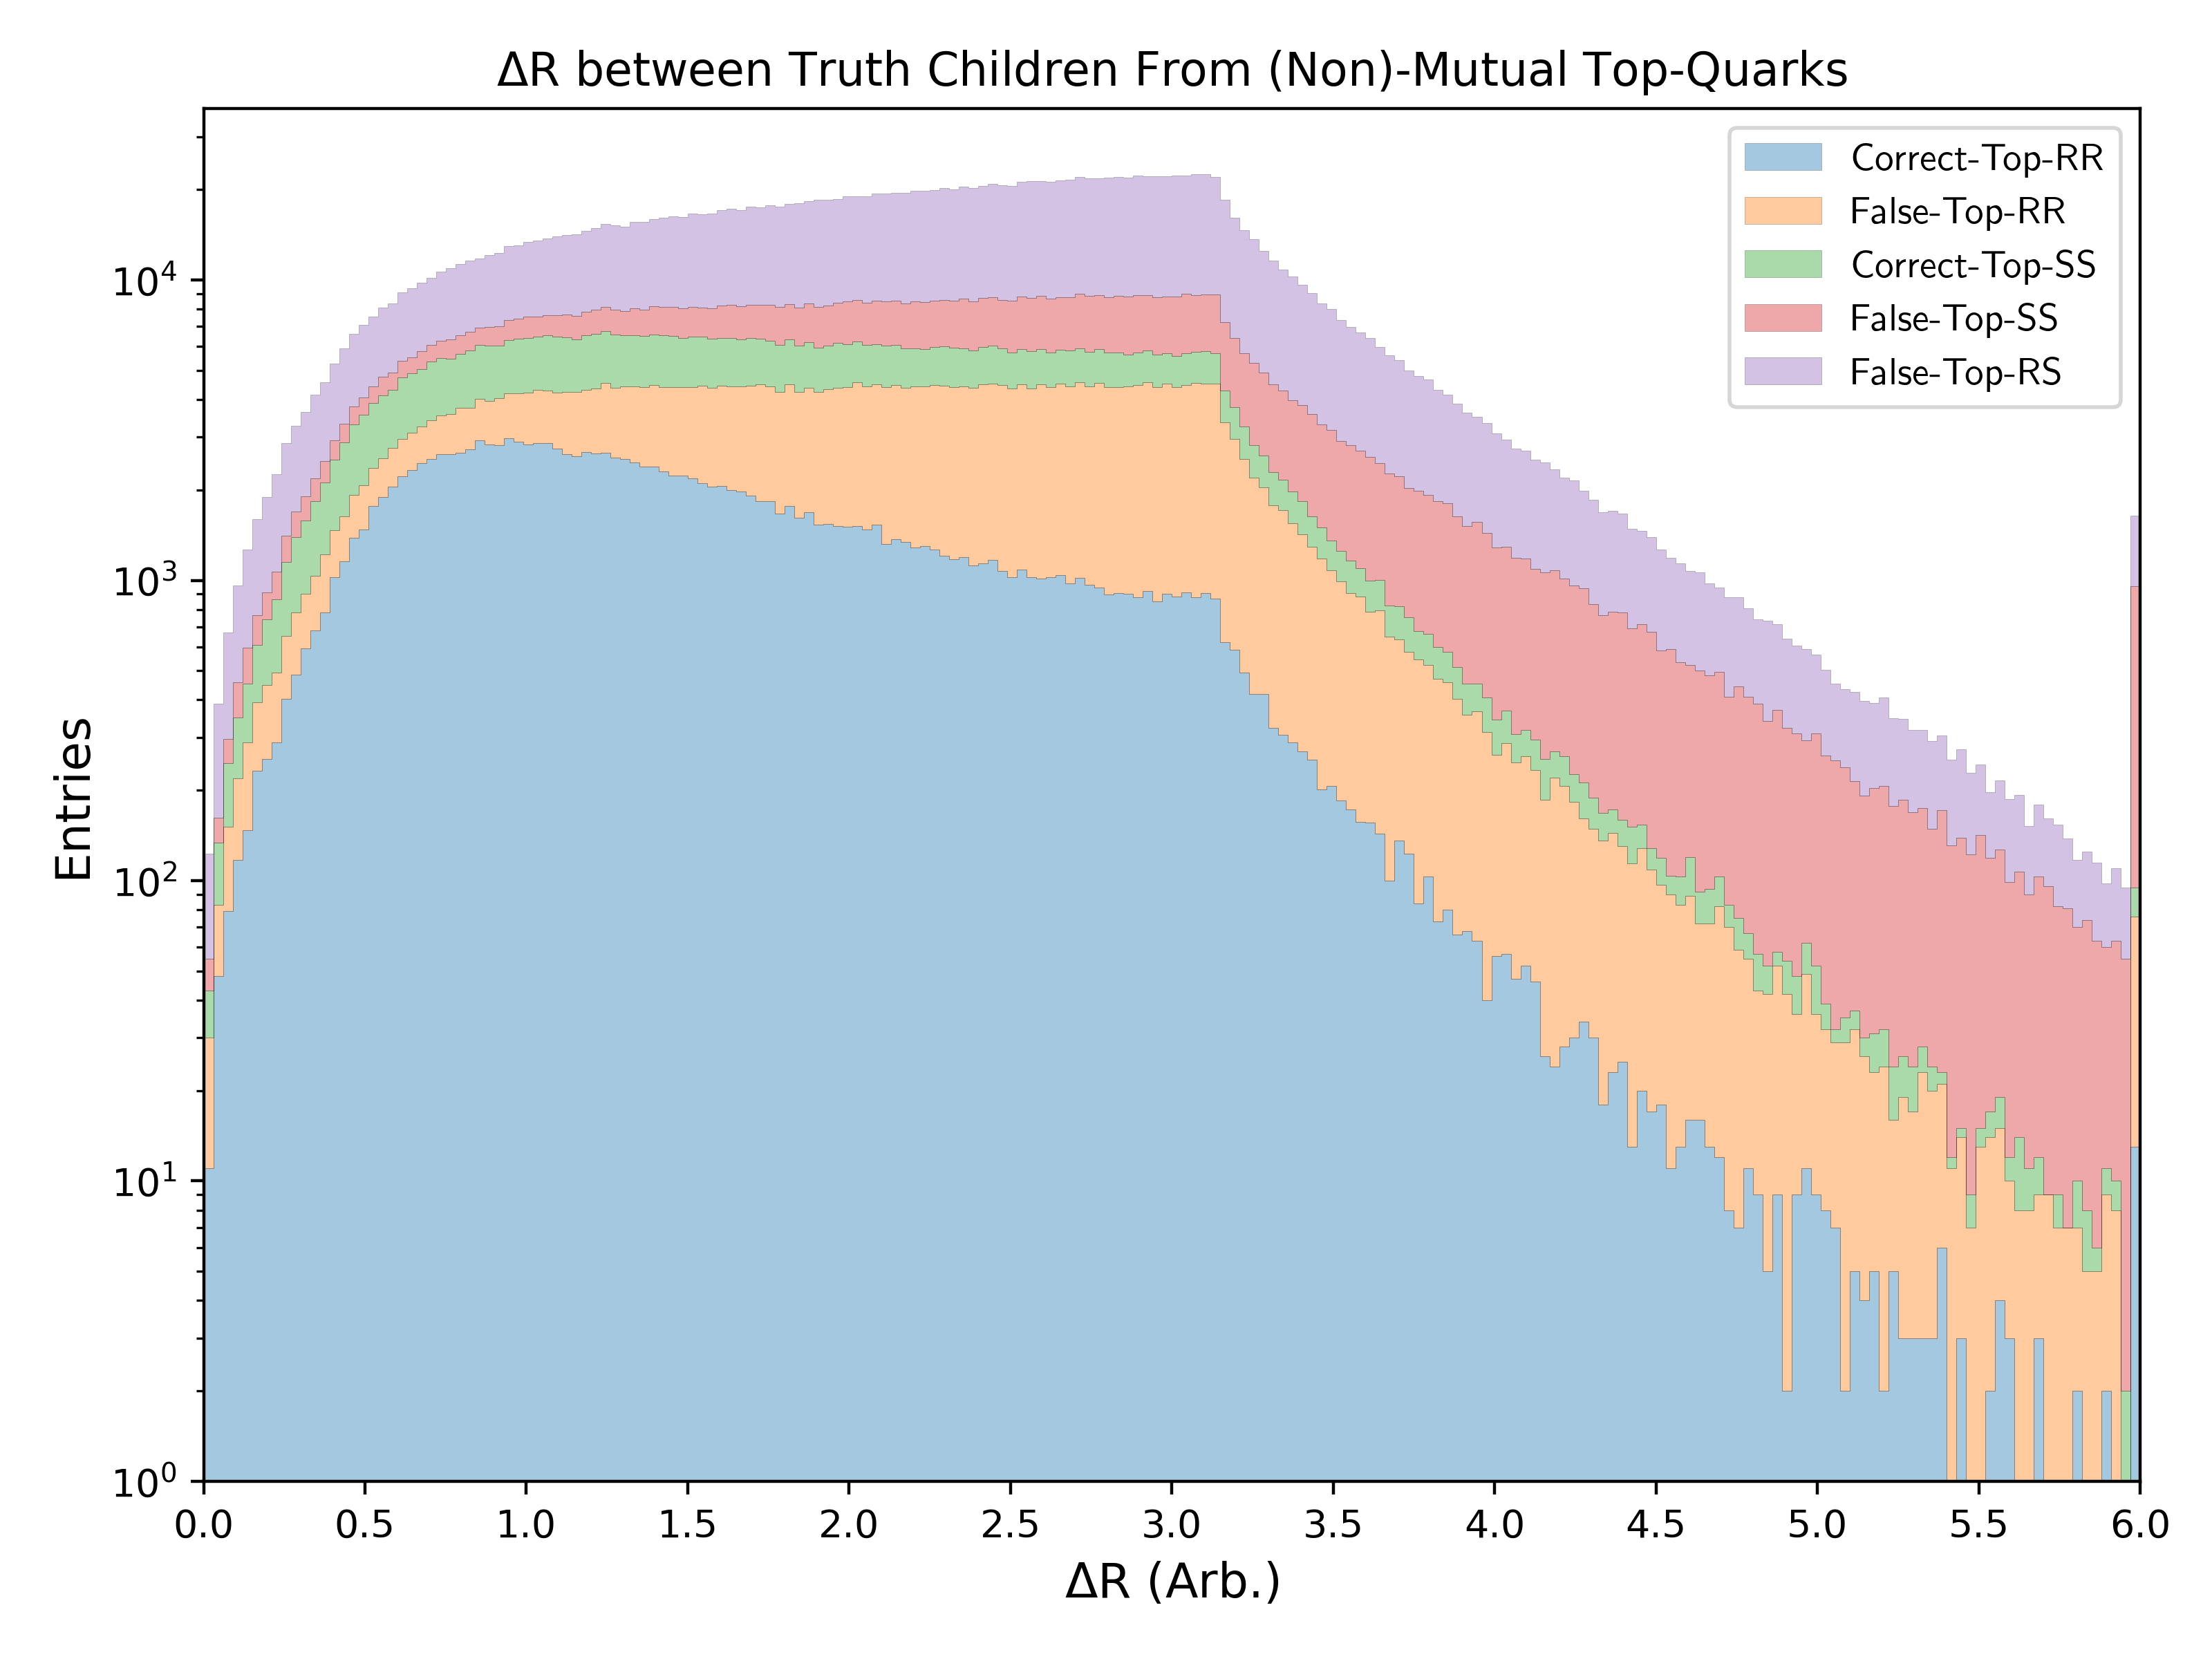 ΔR between Truth Children From (Non)-Mutual Top-Quarks
Correct-Top-RR
False-Top-RR
Correct-Top-SS
False-Top-SS
False-Top-RS
Entries
10⁴
10³
10²
10¹
10⁰
0.0 0.5 1.0 1.5 2.0 2.5 3.0 3.5 4.0 4.5 5.0 5.5 6.0
ΔR (Arb.)